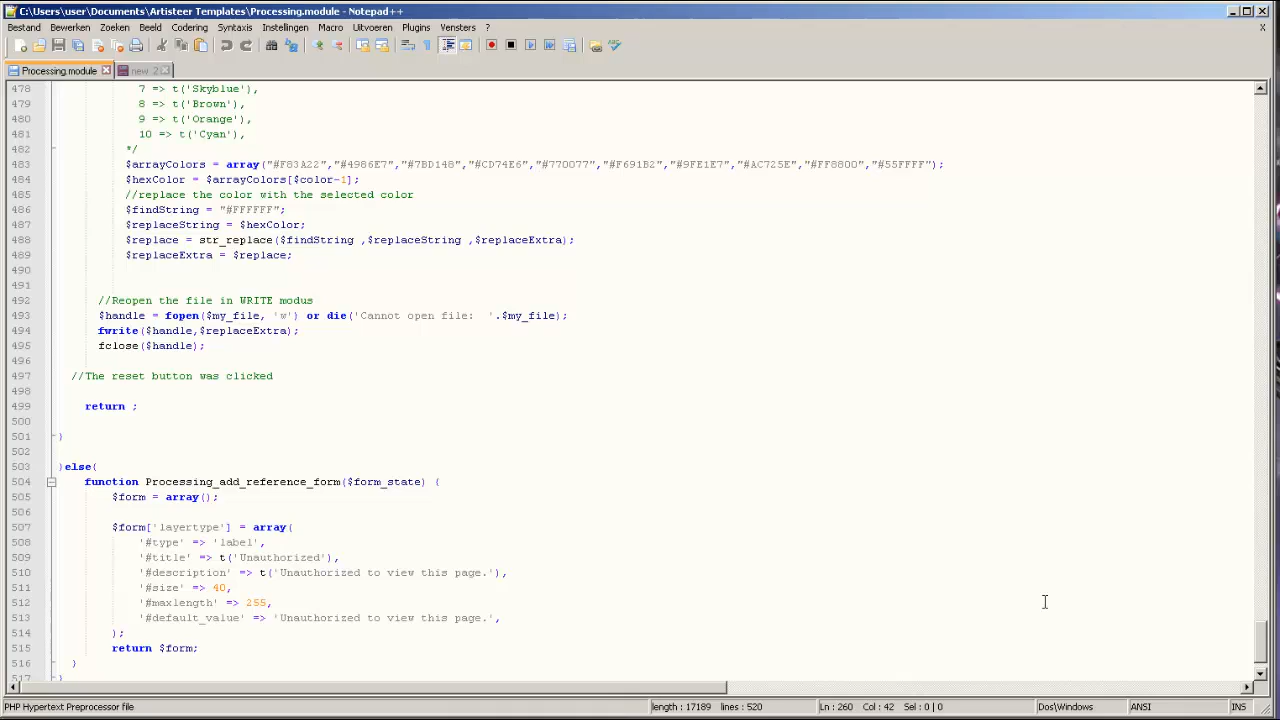 C:\Users\user\Documents\Artisteer Templates\Processing.module - Notepad++
Bestand Bewerken Zoeken Beeld Codering Syntaxis Instellingen Macro Uitvoeren Plugins Vensters ? X
Processing.module new 2
478 7 => t('Skyblue'),
479 8 => t('Brown'),
480 9 => t('Orange'),
481 10 => t('Cyan'),
482 */
483 $arrayColors = array("#F83A22","#4986E7","#7BD148","#CD74E6","#770077","#F691B2","#9FE1E7","#AC725E","#FF8800","#55FFFF");
484 $hexColor = $arrayColors[$color-1];
485 //replace the color with the selected color
486 $findString = "#FFFFFF";
487 $replaceString = $hexColor;
488 $replace = str_replace($findString ,$replaceString ,$replaceExtra);
489 $replaceExtra = $replace;
490
491
492 //Reopen the file in WRITE modus
493 $handle = fopen($my_file, 'w') or die('Cannot open file:  '.$my_file);
494 fwrite($handle,$replaceExtra);
495 fclose($handle);
496
497 //The reset button was clicked
498
499 return ;
500
501 }
502
503 }else{
504 function Processing_add_reference_form($form_state) {
505 $form = array();
506
507 $form['layertype'] = array(
508 '#type' => 'label',
509 '#title' => t('Unauthorized'),
510 '#description' => t('Unauthorized to view this page.'),
511 '#size' => 40,
512 '#maxlength' => 255,
513 '#default_value' => 'Unauthorized to view this page.',
514 );
515 return $form;
516 }
517 }
PHP Hypertext Preprocessor file length : 17189 lines : 520 Ln : 260 Col : 42 Sel : 0 | 0 Dos\Windows ANSI INS